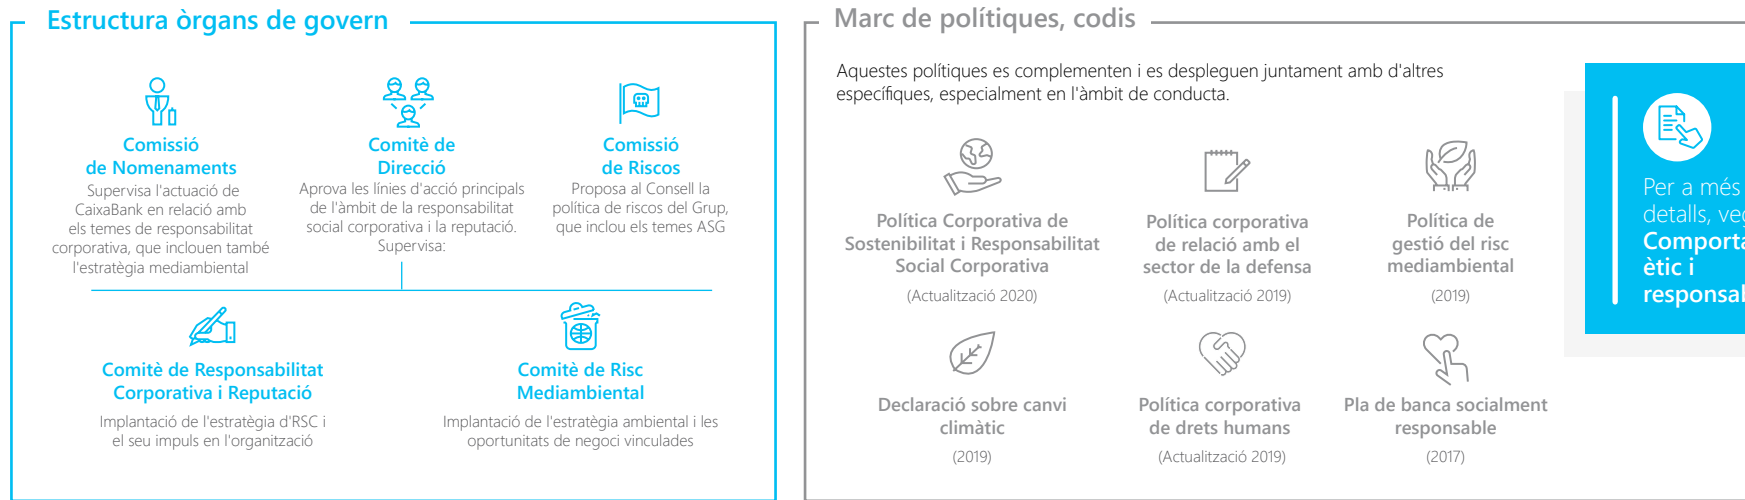 Estructura òrgans de govern
Comissió
de Nomenaments
Supervisa l'actuació de
CaixaBank en relació amb
els temes de responsabilitat
corporativa, que inclouen també
l'estratègia mediambiental
Comitè de
Direcció
Aprova les línies d'acció principals
de l'àmbit de la responsabilitat
social corporativa i la reputació.
Supervisa:
Comissió
de Riscos
Proposa al Consell la
política de riscos del Grup,
que inclou els temes ASG
Comitè de Responsabilitat
Corporativa i Reputació
Implantació de l'estratègia d'RSC i
el seu impuls en l'organització
Comitè de Risc
Mediambiental
Implantació de l'estratègia ambiental i les
oportunitats de negoci vinculades
Marc de polítiques, codis
Aquestes polítiques es complementen i es despleguen juntament amb d'altres
específiques, especialment en l'àmbit de conducta.
Política Corporativa de
Sostenibilitat i Responsabilitat
Social Corporativa
(Actualització 2020)
Política corporativa
de relació amb el
sector de la defensa
(Actualització 2019)
Política de
gestió del risc
mediambiental
(2019)
Declaració sobre canvi
climàtic
(2019)
Política corporativa
de drets humans
(Actualització 2019)
Pla de banca socialment
responsable
(2017)
Per a més
detalls,
ètic i